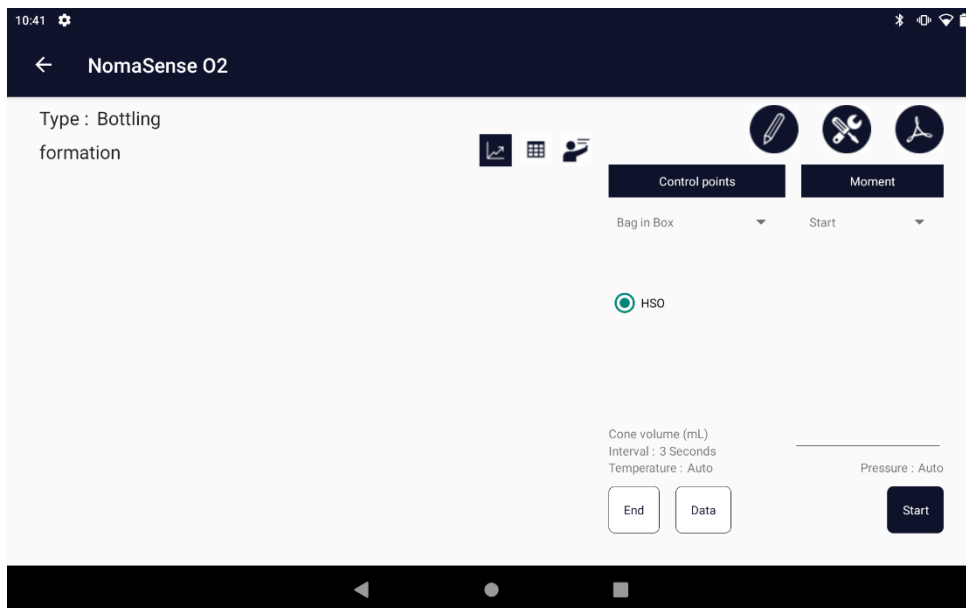 10:41
NomaSense O2
Type : Bottling
formation
Control points
Moment
Bag in Box
Start
HSO
Cone volume (mL)
Interval : 3 Seconds
Temperature : Auto
Pressure : Auto
End
Data
Start